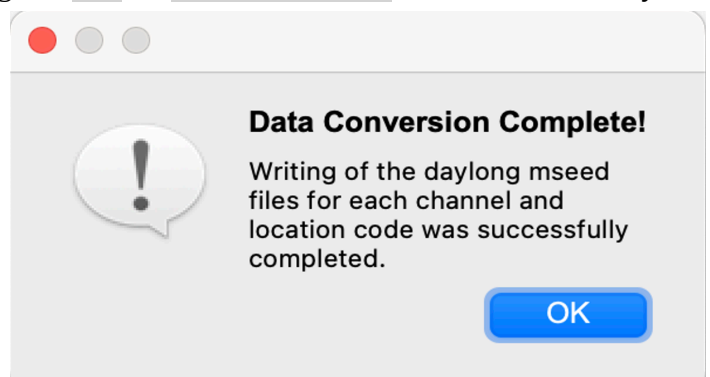 Data Conversion Complete!
Writing of the daylong mseed
files for each channel and
location code was successfully
completed.
OK